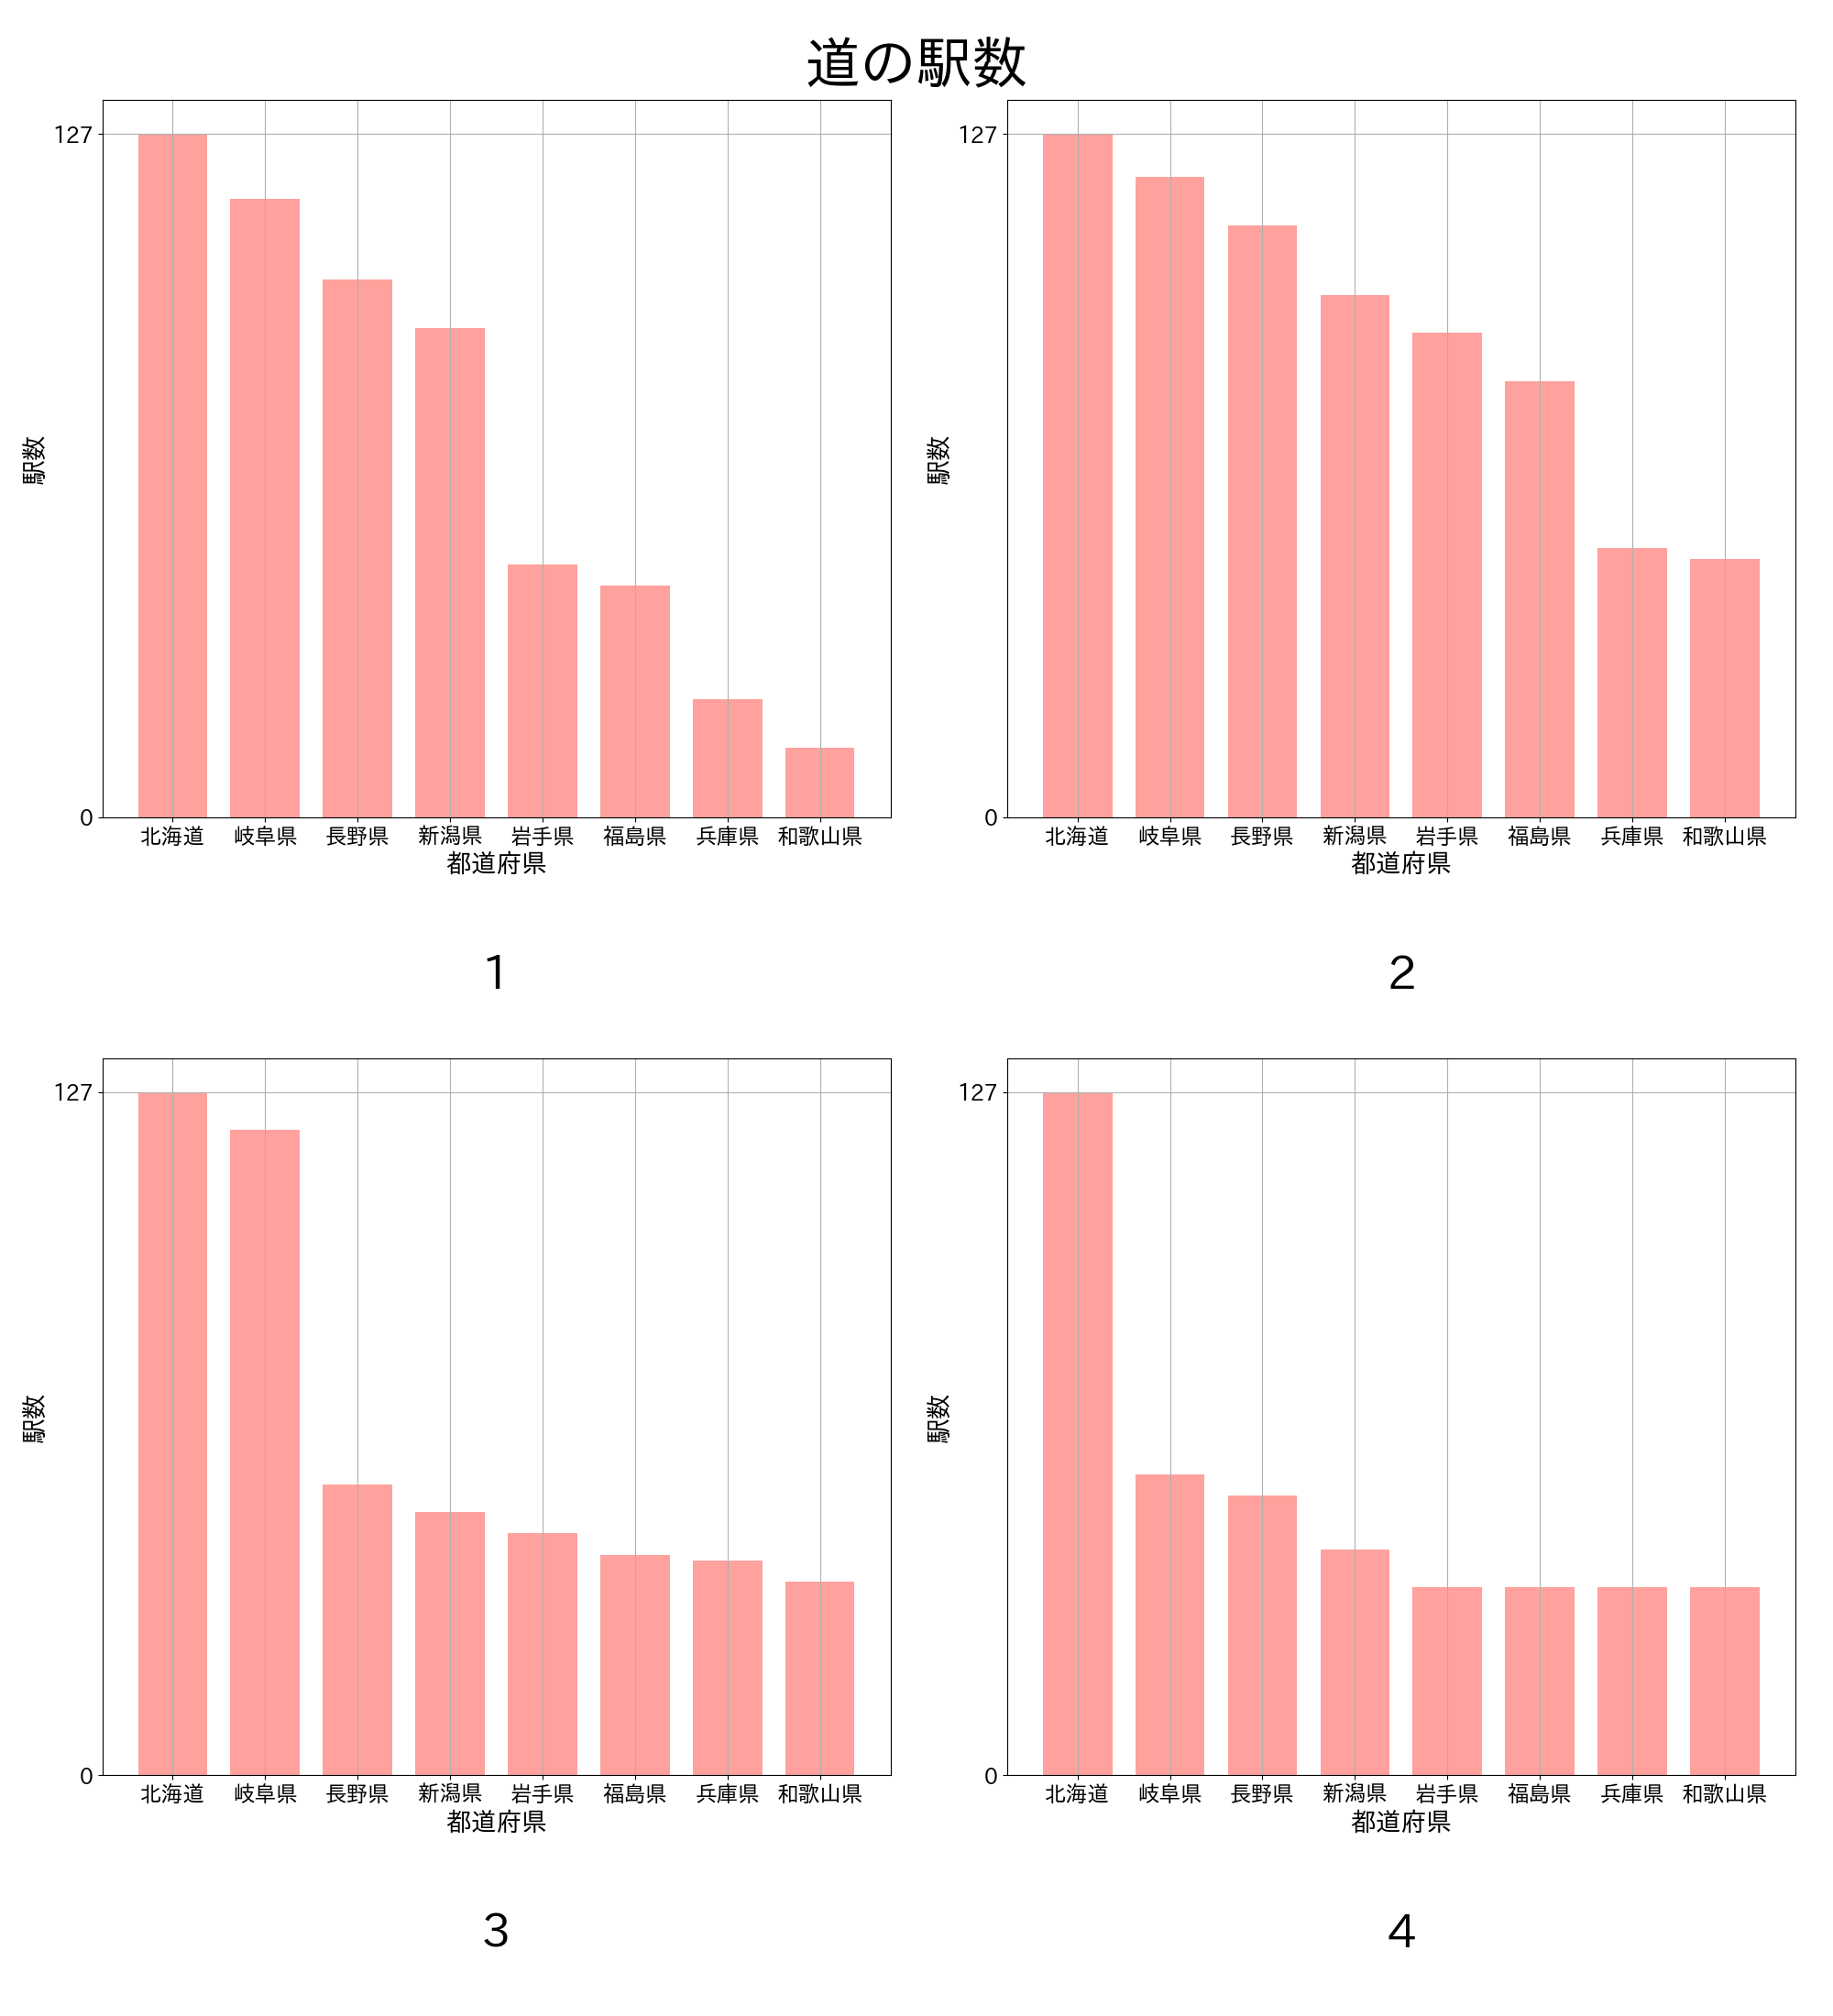 道の駅数
127
駅数
0
北海道 岐阜県 長野県 新潟県 岩手県 福島県 兵庫県 和歌山県
都道府県
1
127
駅数
0
北海道 岐阜県 長野県 新潟県 岩手県 福島県 兵庫県 和歌山県
都道府県
2
127
駅数
0
北海道 岐阜県 長野県 新潟県 岩手県 福島県 兵庫県 和歌山県
都道府県
3
127
駅数
0
北海道 岐阜県 長野県 新潟県 岩手県 福島県 兵庫県 和歌山県
都道府県
4